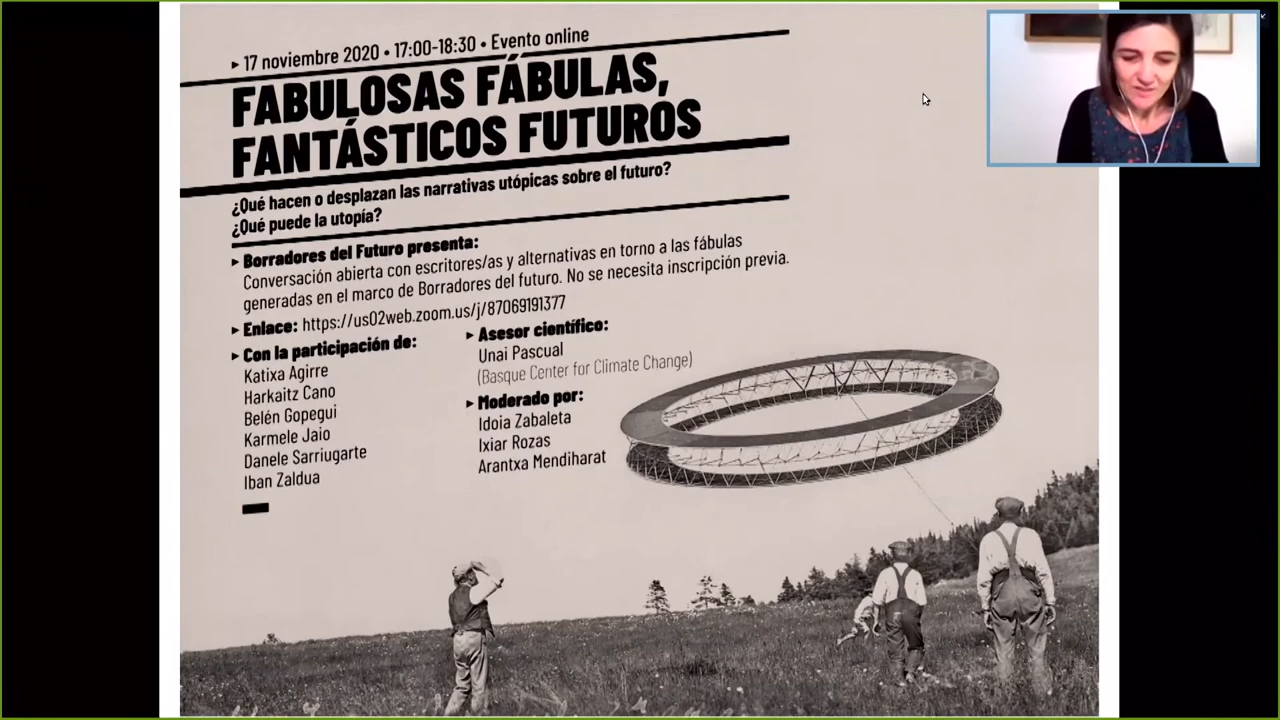 ▸ 17 noviembre 2020 • 17:00-18:30 • Evento online
FABULOSAS FÁBULAS,
FANTÁSTICOS FUTUROS
¿Qué hacen o desplazan las narrativas utópicas sobre el futuro?
¿Qué puede la utopía?
▸ Borradores del Futuro presenta:
Conversación abierta con escritores/as y alternativas en torno a las fábulas
generadas en el marco de Borradores del futuro. No se necesita inscripción previa.
▸ Enlace: https://us02web.zoom.us/j/87069191377
▸ Con la participación de:
Katixa Agirre
Harkaitz Cano
Belén Gopegui
Karmele Jaio
Danele Sarriugarte
Iban Zaldua
▸ Asesor científico:
Unai Pascual
(Basque Center for Climate Change)
▸ Moderado por:
Idoia Zabaleta
Ixiar Rozas
Arantxa Mendiharat